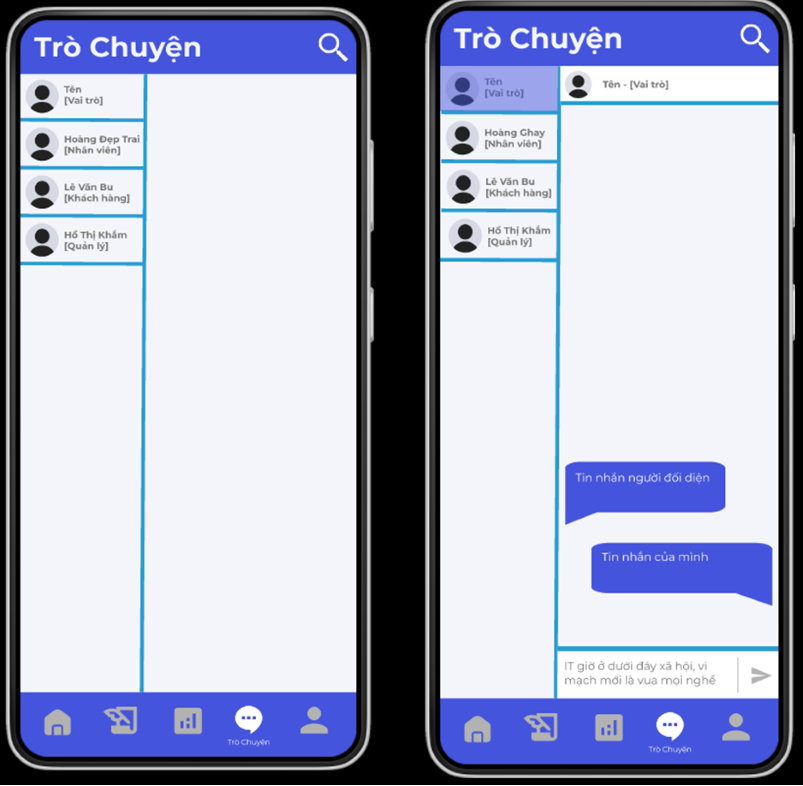 Trò Chuyện
Tên
[Vai trò]
Hoàng Đẹp Trai
[Nhân viên]
Lê Văn Bu
[Khách hàng]
Hồ Thị Khắm
[Quản lý]
Trò Chuyện
Trò Chuyện
Tên
[Vai trò]
Tên - [Vai trò]
Hoàng Ghay
[Nhân viên]
Lê Văn Bu
[Khách hàng]
Hồ Thị Khắm
[Quản lý]
Tin nhắn người đối diện
Tin nhắn của mình
IT giờ ở dưới đáy xã hội, vi
mạch mới là vua mọi nghề
Trò Chuyện